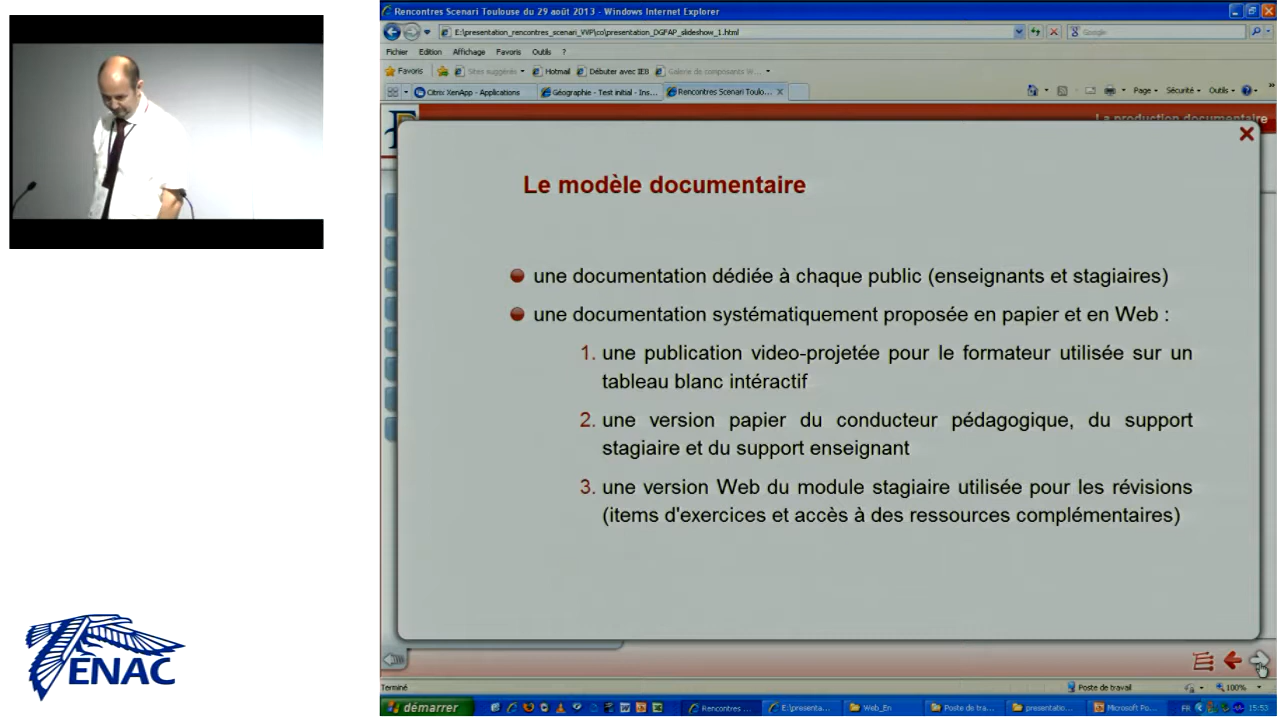 Rencontres Scenari Toulouse du 29 août 2013 - Windows Internet Explorer
E:\presentation_rencontres_scenari_VVP\co\presentation_DGPAP_slideshow_1.html
Google
Fichier Edition Affichage Favoris Outils ?
Favoris Sites suggérés Hotmail Débuter avec IE8 Galerie de composants W...
Citrix XenApp - Applications Géographie - Test initial - Ins... Rencontres Scenari Toulo... Page Sécurité Outils
La production documentaire
Le modèle documentaire
une documentation dédiée à chaque public (enseignants et stagiaires)
une documentation systématiquement proposée en papier et en Web :
1. une publication video-projetée pour le formateur utilisée sur un
tableau blanc intéractif
2. une version papier du conducteur pédagogique, du support
stagiaire et du support enseignant
3. une version Web du module stagiaire utilisée pour les révisions
(items d'exercices et accès à des ressources complémentaires)
ENAC
Terminé Poste de travail 100%
démarrer Rencontres ... E:\presenta... Web_En Poste de tra... presentatio... Microsoft Po... FR 15:53